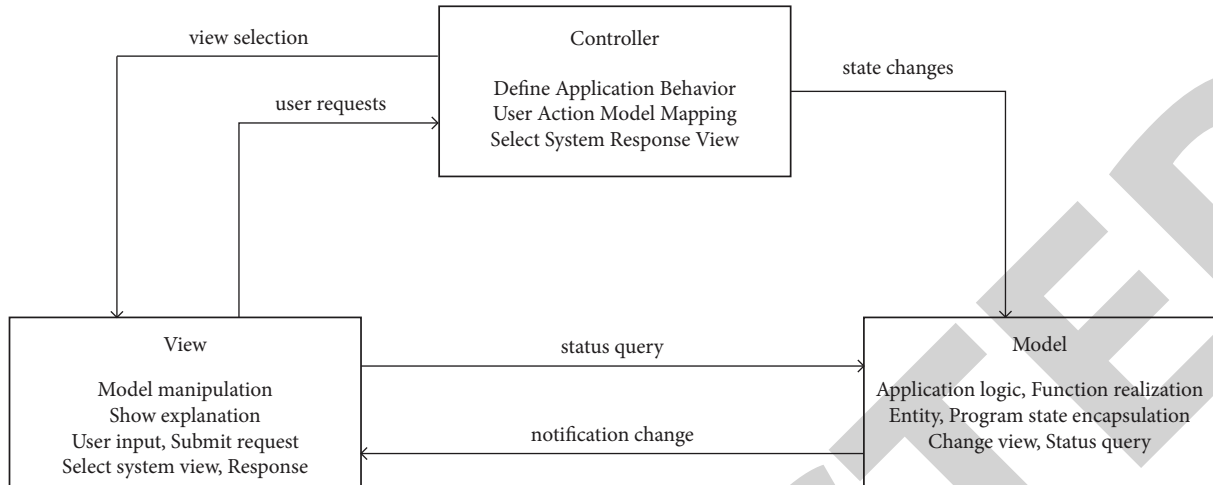 view selection
user requests
Controller
Define Application Behavior
User Action Model Mapping
Select System Response View
state changes
View
Model manipulation
Show explanation
User input, Submit request
Select system view, Response
status query
notification change
Model
Application logic, Function realization
Entity, Program state encapsulation
Change view, Status query